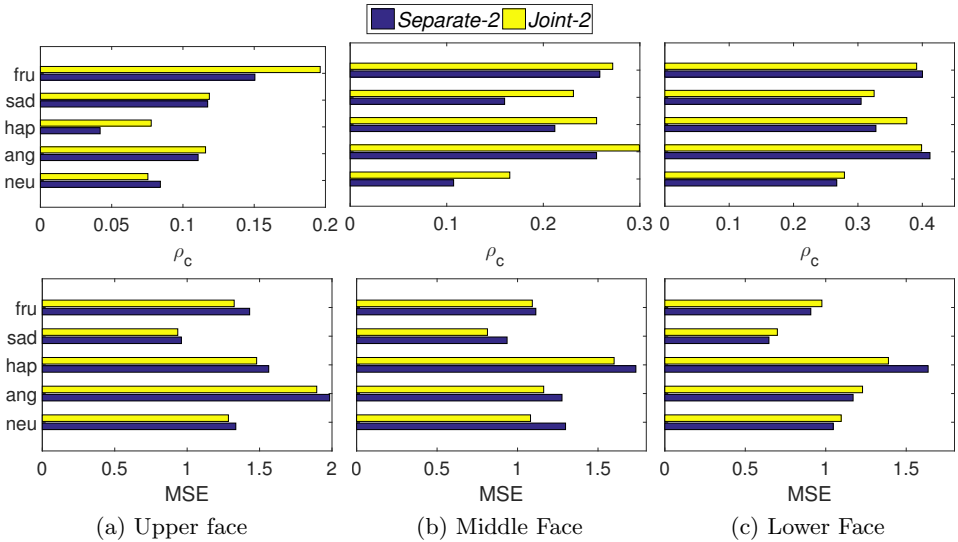 Separate-2 Joint-2
fru
sad
hap
ang
neu
0 0.05 0.1 0.15 0.2
ρc
0 0.1 0.2 0.3
ρc
0 0.1 0.2 0.3 0.4
ρc
fru
sad
hap
ang
neu
0 0.5 1 1.5 2
MSE
0 0.5 1 1.5
MSE
0 0.5 1 1.5
MSE
(a) Upper face
(b) Middle Face
(c) Lower Face